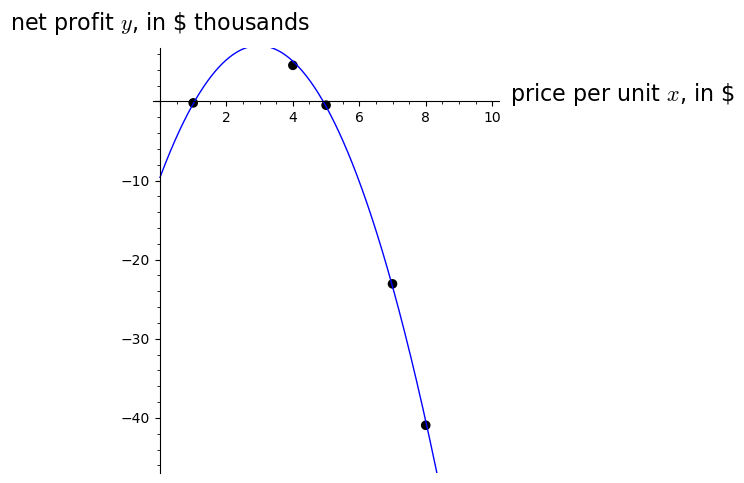 net profit y, in $ thousands
price per unit x, in $
2 4 6 8 10
−10
−20
−30
−40